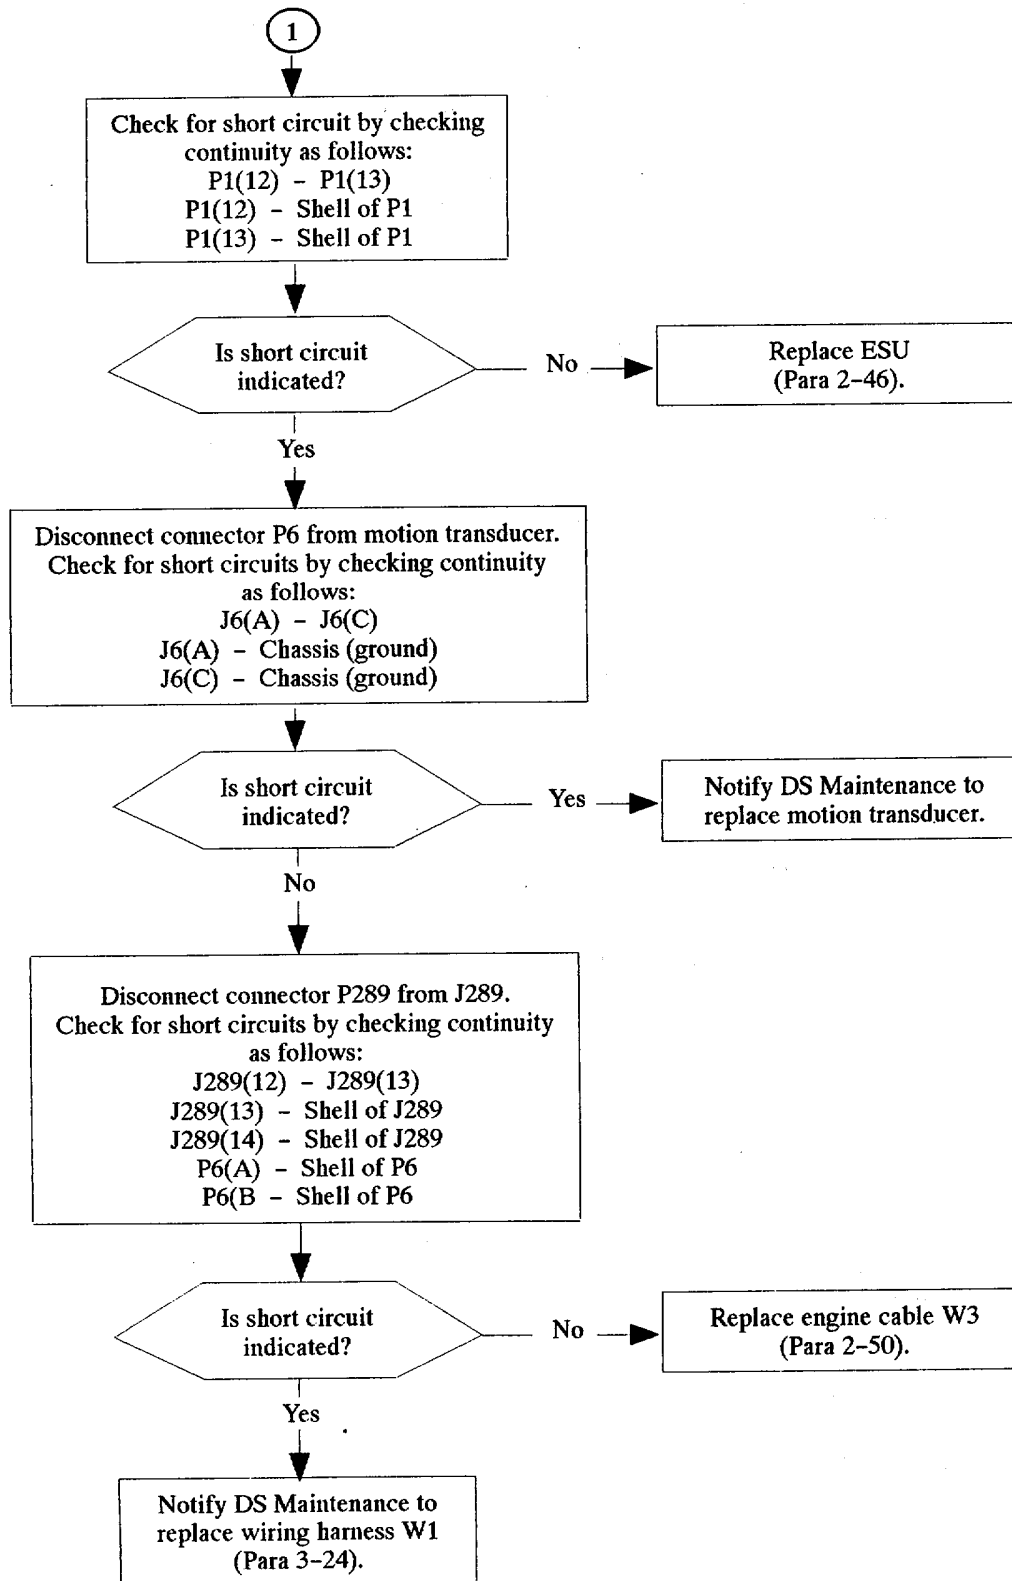 1
Check for short circuit by checking
continuity as follows:
P1(12) – P1(13)
P1(12) – Shell of P1
P1(13) – Shell of P1
Is short circuit
indicated?
No
Replace ESU
(Para 2–46).
Yes
Disconnect connector P6 from motion transducer.
Check for short circuits by checking continuity
as follows:
J6(A) – J6(C)
J6(A) – Chassis (ground)
J6(C) – Chassis (ground)
Is short circuit
indicated?
Yes
Notify DS Maintenance to
replace motion transducer.
No
Disconnect connector P289 from J289.
Check for short circuits by checking continuity
as follows:
J289(12) – J289(13)
J289(13) – Shell of J289
J289(14) – Shell of J289
P6(A) – Shell of P6
P6(B – Shell of P6
Is short circuit
indicated?
No
Replace engine cable W3
(Para 2–50).
Yes
Notify DS Maintenance to
replace wiring harness W1
(Para 3–24).